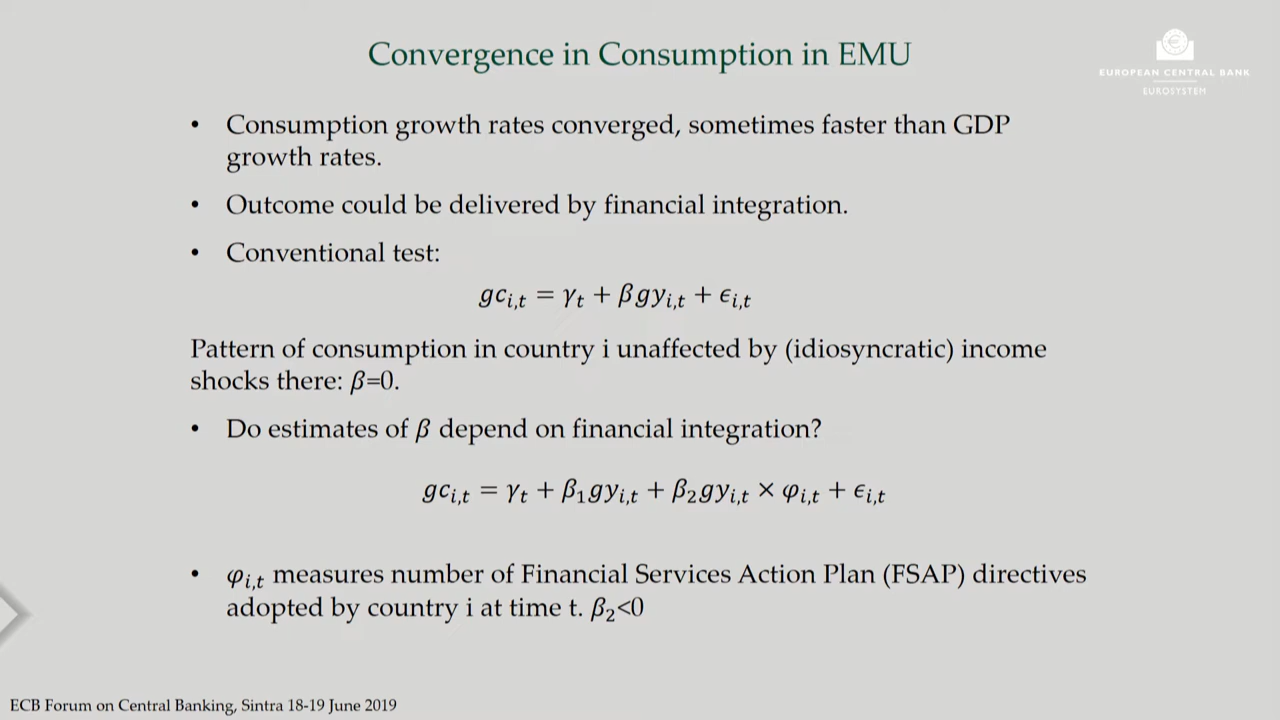 Convergence in Consumption in EMU
EUROPEAN CENTRAL BANK
EUROSYSTEM
• Consumption growth rates converged, sometimes faster than GDP
growth rates.
• Outcome could be delivered by financial integration.
• Conventional test:
𝑔𝑐ᵢ,ₜ = γₜ + β𝑔𝑦ᵢ,ₜ + ϵᵢ,ₜ
Pattern of consumption in country i unaffected by (idiosyncratic) income
shocks there: β=0.
• Do estimates of β depend on financial integration?
𝑔𝑐ᵢ,ₜ = γₜ + β₁𝑔𝑦ᵢ,ₜ + β₂𝑔𝑦ᵢ,ₜ × φᵢ,ₜ + ϵᵢ,ₜ
• φᵢ,ₜ measures number of Financial Services Action Plan (FSAP) directives
adopted by country i at time t. β₂<0
ECB Forum on Central Banking, Sintra 18-19 June 2019